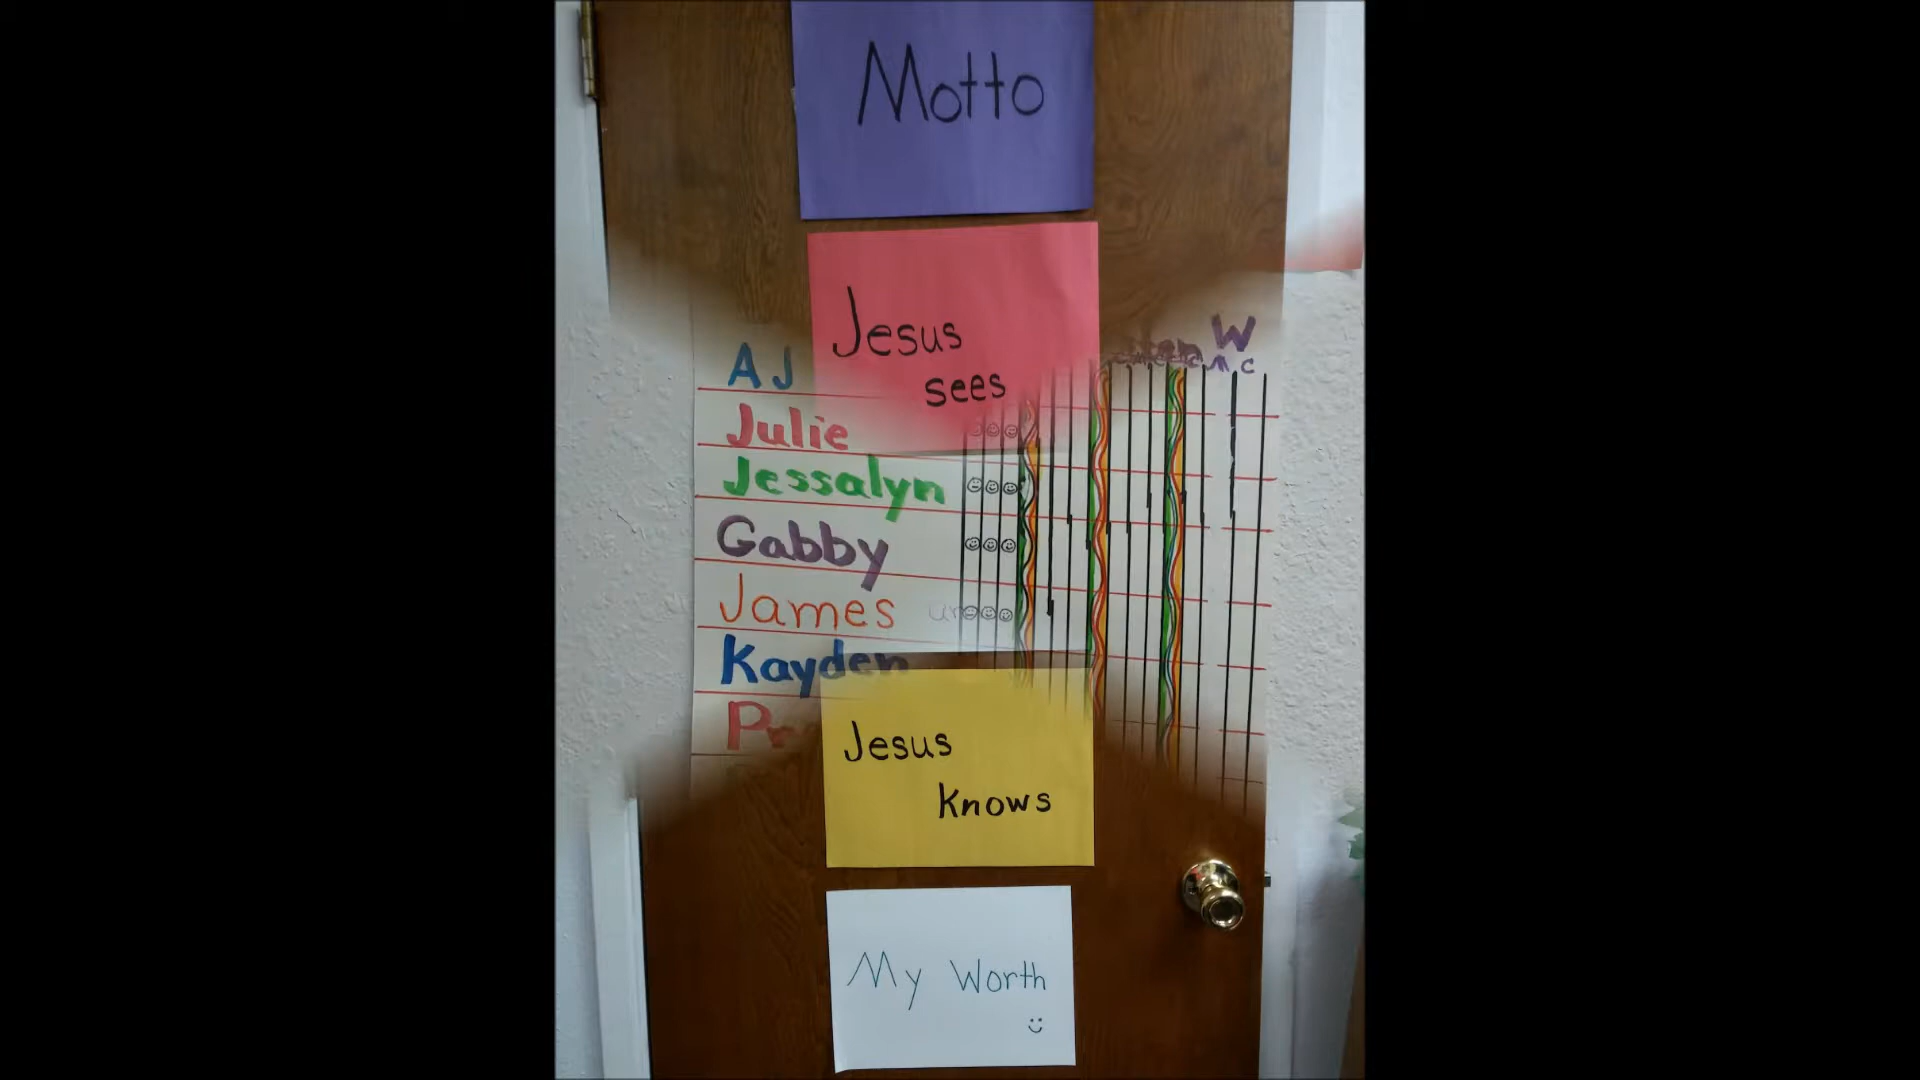 Motto
Jesus
sees
W
AJ
Julie
Jessalyn
Gabby
James
Kayden
Jesus
knows
My Worth